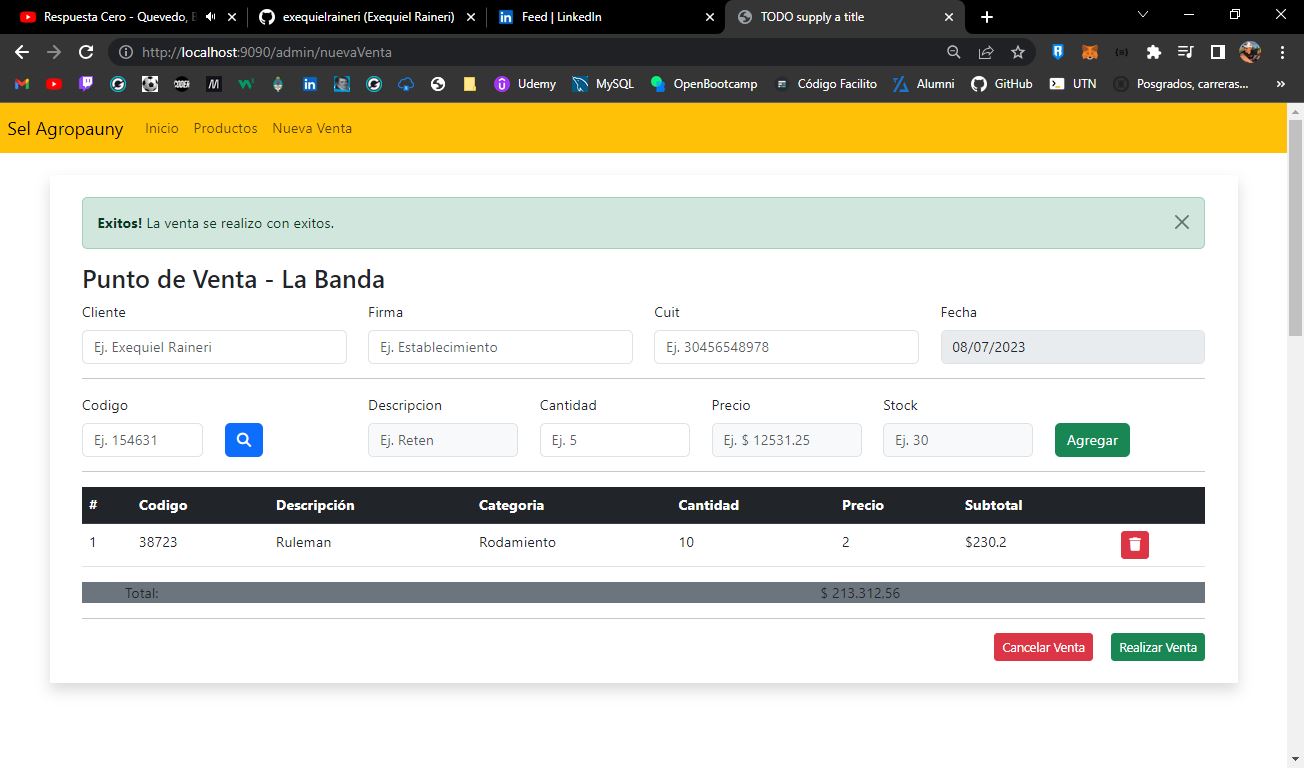 Respuesta Cero - Quevedo, B
exequielraineri (Exequiel Raineri)
Feed | LinkedIn
TODO supply a title
http://localhost:9090/admin/nuevaVenta
Udemy
MySQL
OpenBootcamp
Código Facilito
Alumni
GitHub
UTN
Posgrados, carreras...
»
Sel Agropauny Inicio Productos Nueva Venta
Exitos! La venta se realizo con exitos.
Punto de Venta - La Banda
Cliente Firma Cuit Fecha
Ej. Exequiel Raineri Ej. Establecimiento Ej. 30456548978 08/07/2023
Codigo Descripcion Cantidad Precio Stock
Ej. 154631 Ej. Reten Ej. 5 Ej. $ 12531.25 Ej. 30 Agregar
# Codigo Descripción Categoria Cantidad Precio Subtotal
1 38723 Ruleman Rodamiento 10 2 $230.2
Total: $ 213.312,56
Cancelar Venta Realizar Venta